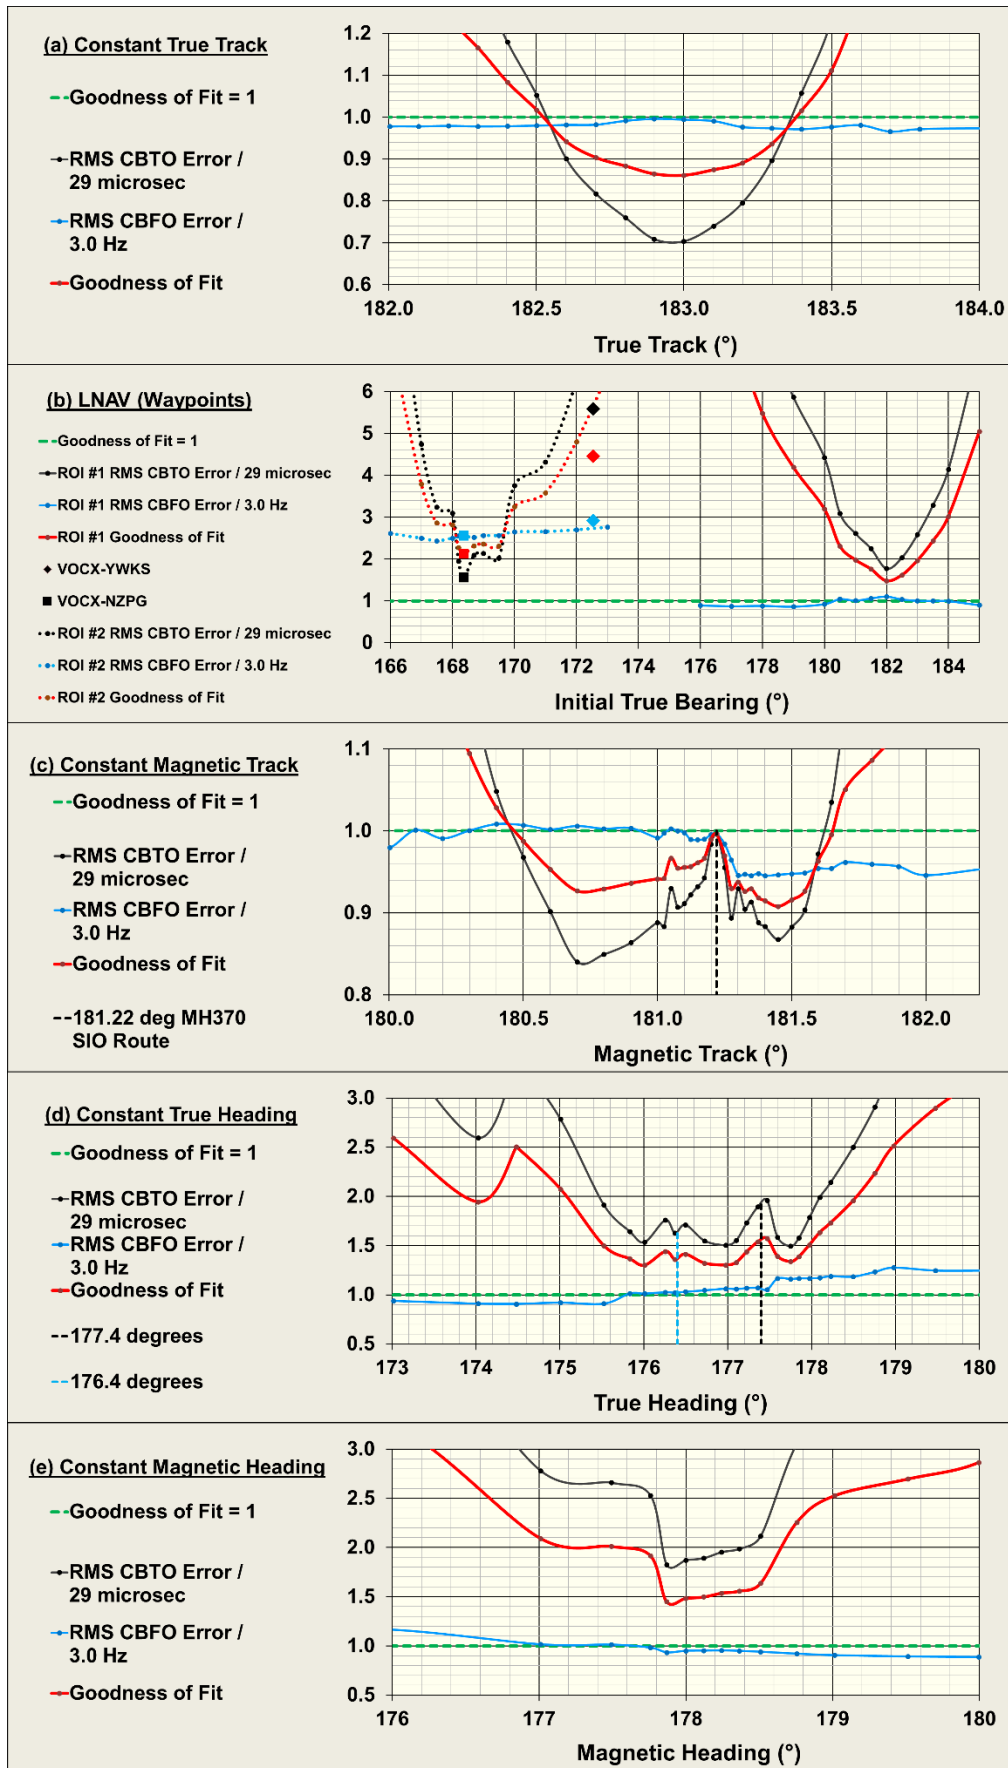 (a) Constant True Track
Goodness of Fit = 1
RMS CBTO Error /
29 microsec
RMS CBFO Error /
3.0 Hz
Goodness of Fit
1.2
1.1
1.0
0.9
0.8
0.7
0.6
182.0 182.5 183.0 183.5 184.0
True Track (°)
(b) LNAV (Waypoints)
Goodness of Fit = 1
ROI #1 RMS CBTO Error / 29 microsec
ROI #1 RMS CBFO Error / 3.0 Hz
ROI #1 Goodness of Fit
VOCX-YWKS
VOCX-NZPG
ROI #2 RMS CBTO Error / 29 microsec
ROI #2 RMS CBFO Error / 3.0 Hz
ROI #2 Goodness of Fit
6
5
4
3
2
1
0
166 168 170 172 174 176 178 180 182 184
Initial True Bearing (°)
(c) Constant Magnetic Track
Goodness of Fit = 1
RMS CBTO Error /
29 microsec
RMS CBFO Error /
3.0 Hz
Goodness of Fit
181.22 deg MH370
SIO Route
1.1
1.0
0.9
0.8
180.0 180.5 181.0 181.5 182.0
Magnetic Track (°)
(d) Constant True Heading
Goodness of Fit = 1
RMS CBTO Error /
29 microsec
RMS CBFO Error /
3.0 Hz
Goodness of Fit
177.4 degrees
176.4 degrees
3.0
2.5
2.0
1.5
1.0
0.5
173 174 175 176 177 178 179 180
True Heading (°)
(e) Constant Magnetic Heading
Goodness of Fit = 1
RMS CBTO Error /
29 microsec
RMS CBFO Error /
3.0 Hz
Goodness of Fit
3.0
2.5
2.0
1.5
1.0
0.5
176 177 178 179 180
Magnetic Heading (°)